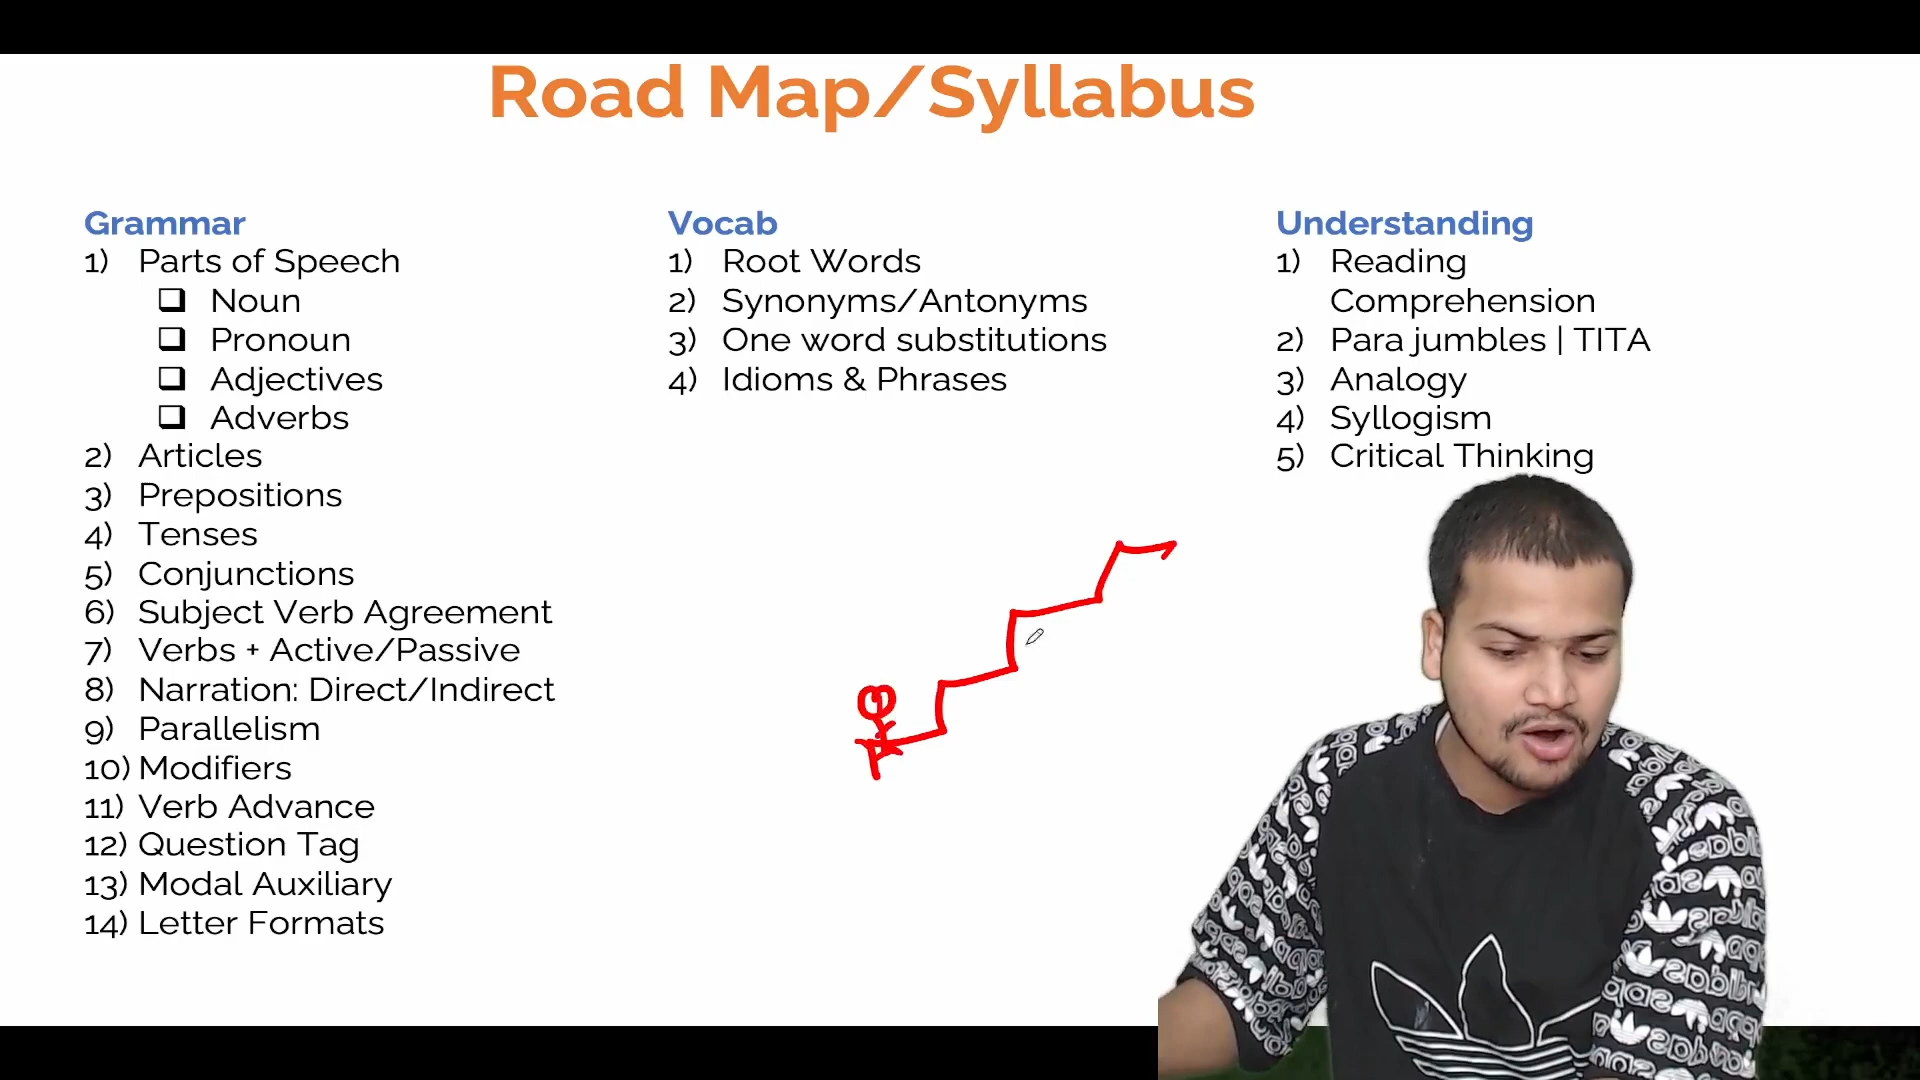 Road Map/Syllabus
Grammar
1) Parts of Speech
❑ Noun
❑ Pronoun
❑ Adjectives
❑ Adverbs
2) Articles
3) Prepositions
4) Tenses
5) Conjunctions
6) Subject Verb Agreement
7) Verbs + Active/Passive
8) Narration: Direct/Indirect
9) Parallelism
10) Modifiers
11) Verb Advance
12) Question Tag
13) Modal Auxiliary
14) Letter Formats
Vocab
1) Root Words
2) Synonyms/Antonyms
3) One word substitutions
4) Idioms & Phrases
Understanding
1) Reading
Comprehension
2) Para jumbles | TITA
3) Analogy
4) Syllogism
5) Critical Thinking